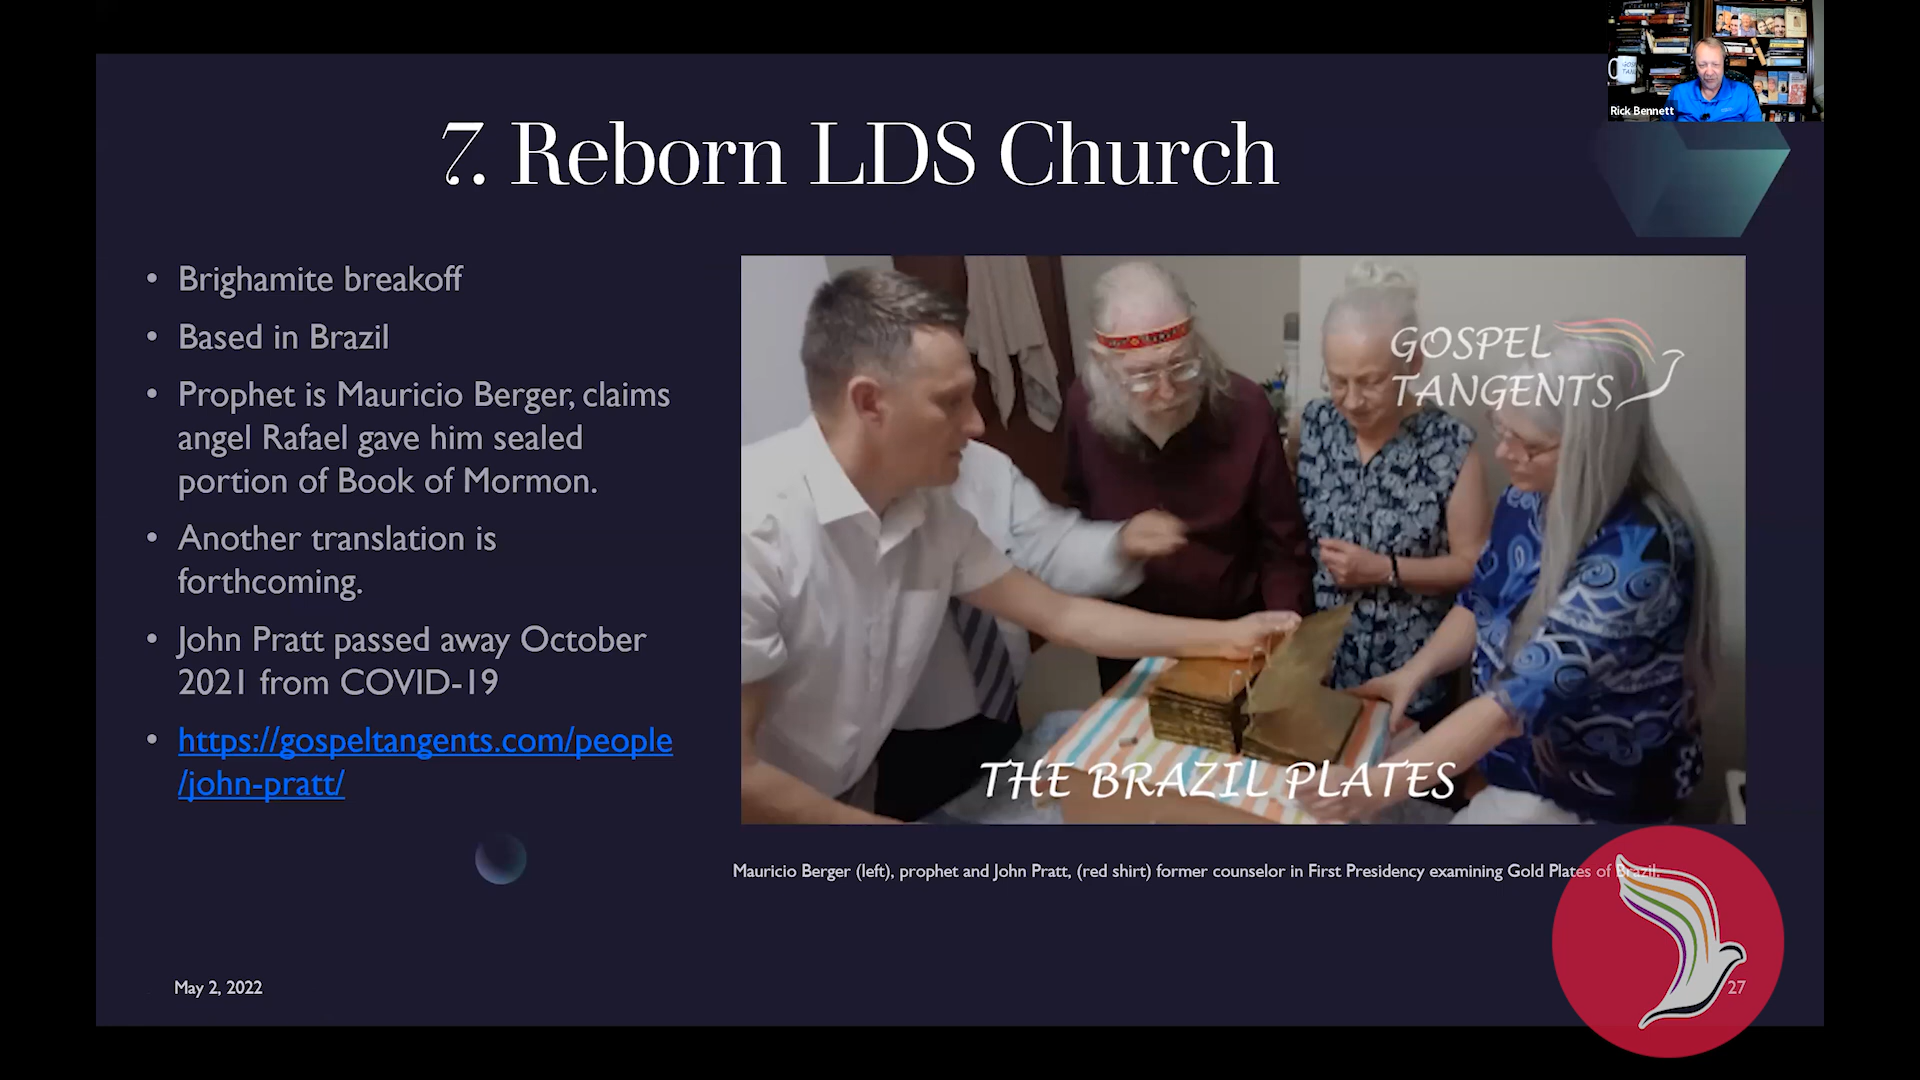 Rick Bennett
7. Reborn LDS Church
• Brighamite breakoff
• Based in Brazil
• Prophet is Mauricio Berger, claims
angel Rafael gave him sealed
portion of Book of Mormon.
• Another translation is
forthcoming.
• John Pratt passed away October
2021 from COVID-19
• https://gospeltangents.com/people
/john-pratt/
GOSPEL
TANGENTS
THE BRAZIL PLATES
Mauricio Berger (left), prophet and John Pratt, (red shirt) former counselor in First Presidency examining Gold Plates of Brazil.
May 2, 2022
27